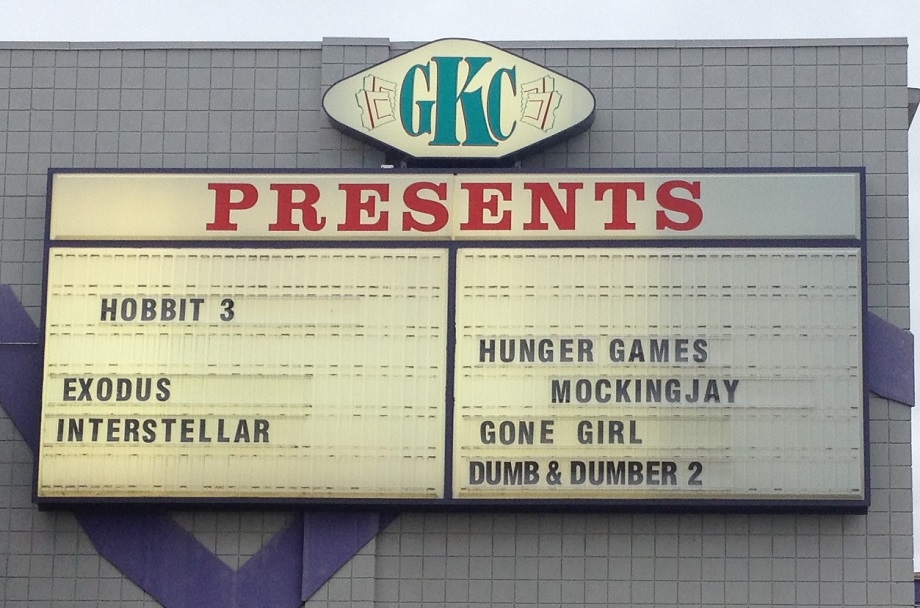 GKC
PRESENTS
HOBBIT 3
EXODUS
INTERSTELLAR
HUNGER GAMES
MOCKINGJAY
GONE GIRL
DUMB & DUMBER 2